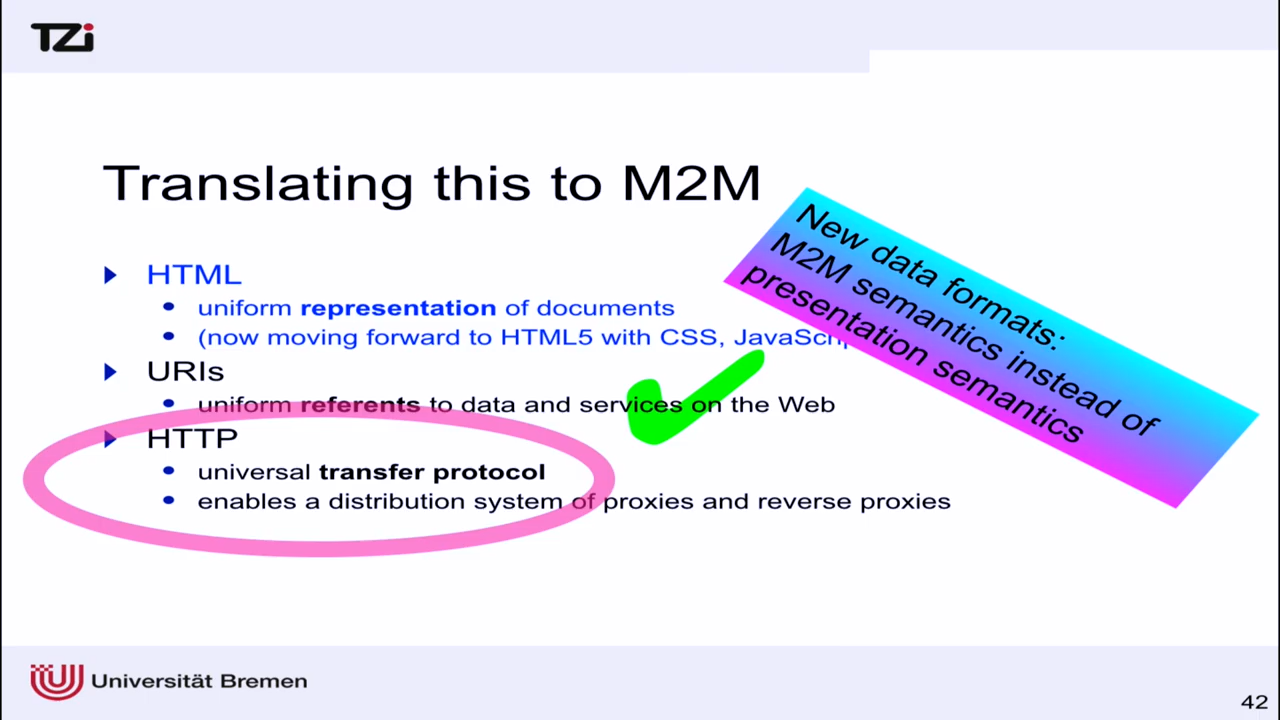 TZi
Translating this to M2M
HTML
uniform representation of documents
(now moving forward to HTML5 with CSS, JavaScrip
URIs
uniform referents to data and services on the Web
HTTP
universal transfer protocol
enables a distribution system of proxies and reverse proxies
New data formats:
M2M semantics instead of
presentation semantics
Universität Bremen
42